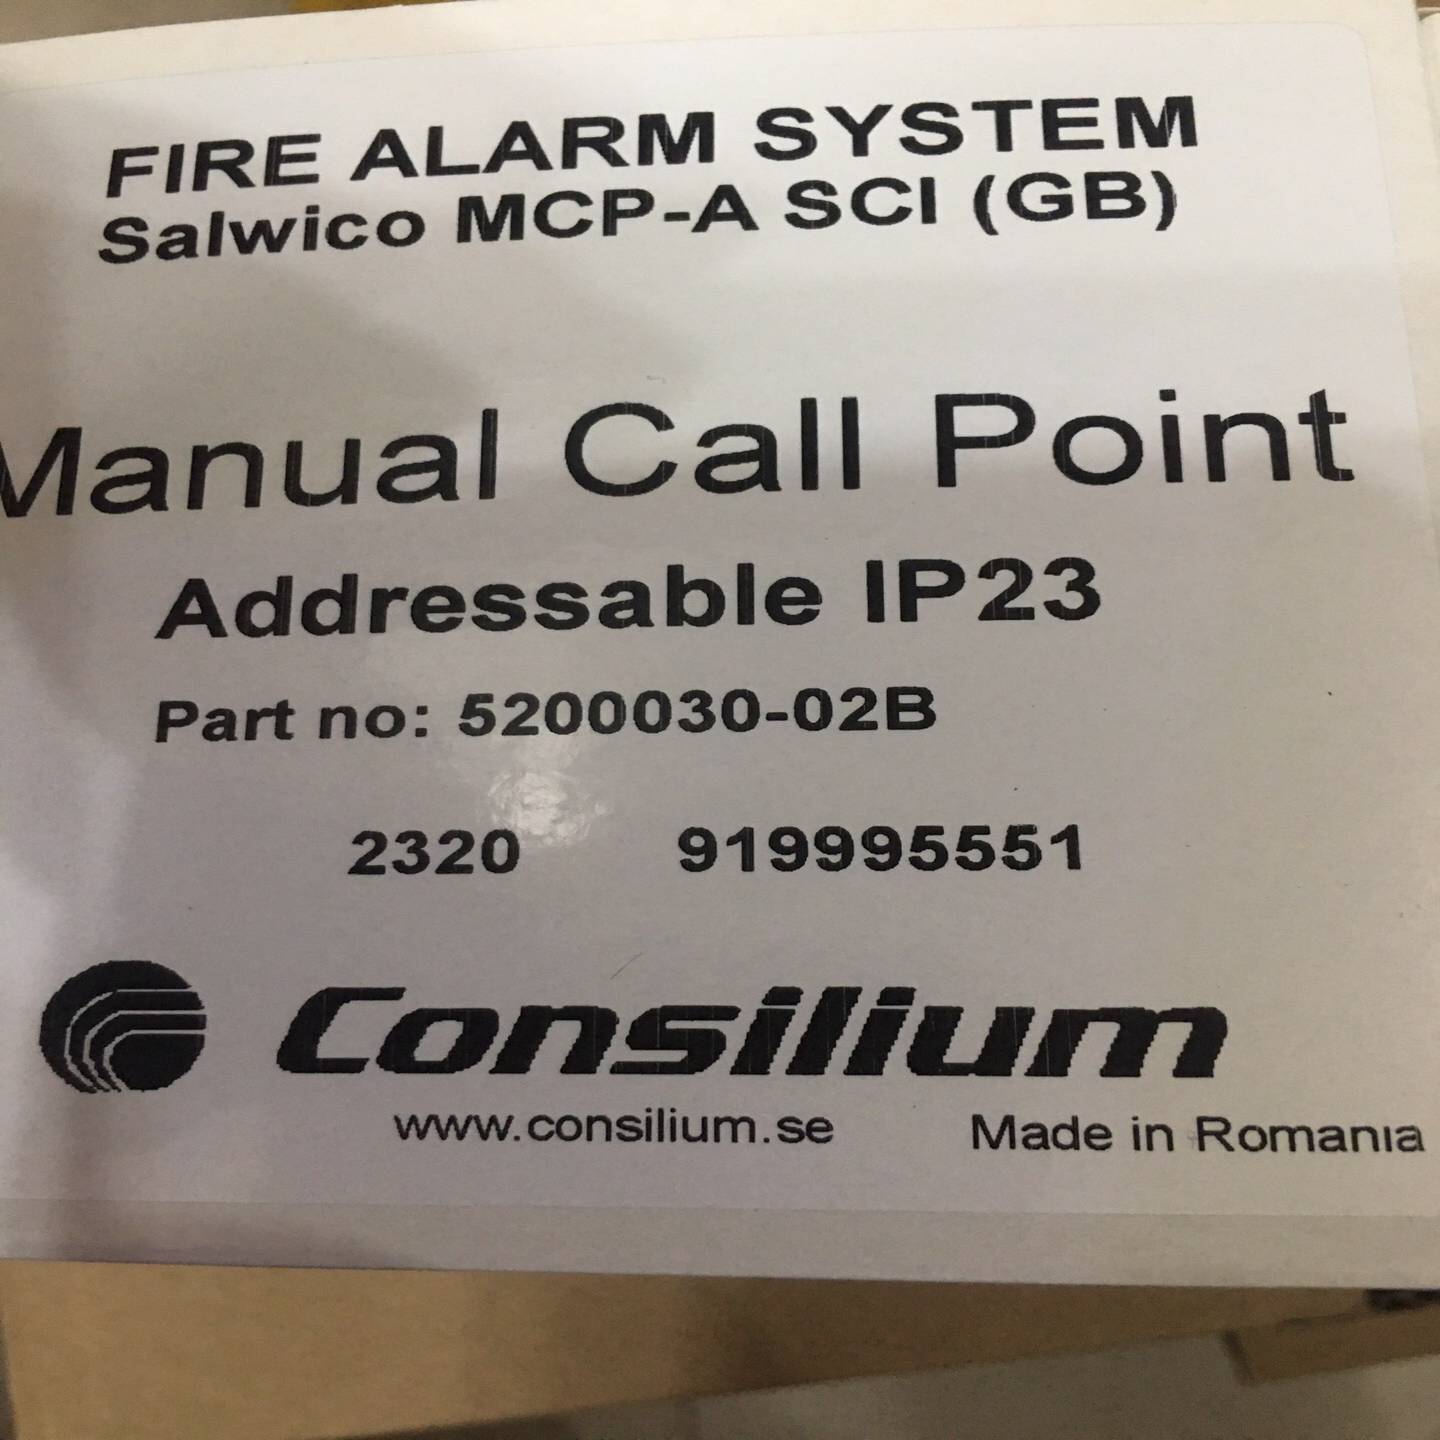 FIRE ALARM SYSTEM
Salwico MCP-A SCI (GB)
Manual Call Point
Addressable IP23
Part no: 5200030-02B
2320 919995551
Consilium
www.consilium.se Made in Romania